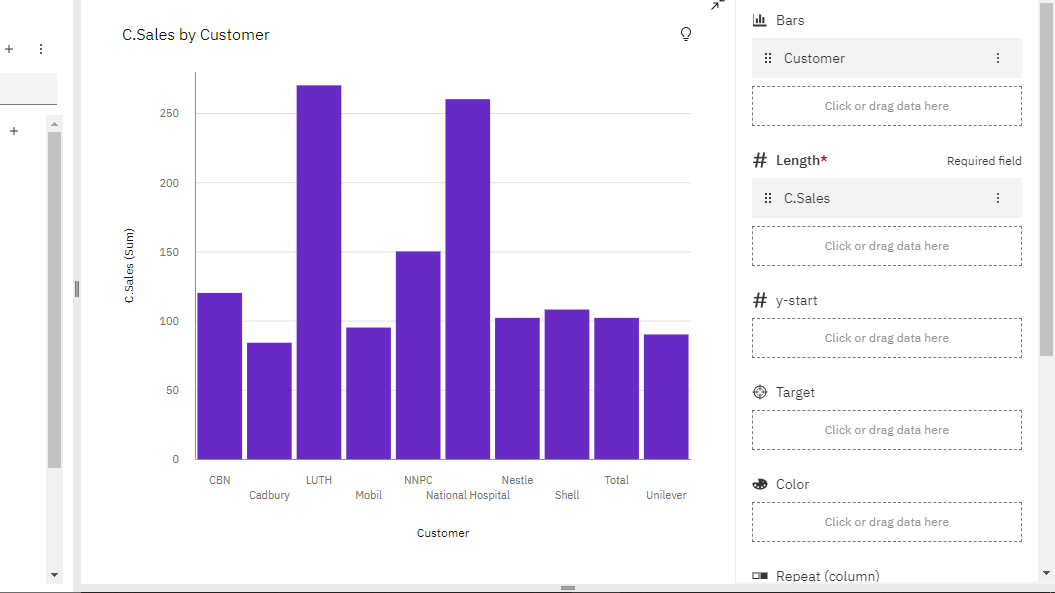 C.Sales by Customer
C.Sales (Sum)
250
200
150
100
50
0
CBN
Cadbury
LUTH
Mobil
NNPC
National Hospital
Nestle
Shell
Total
Unilever
Customer
Bars
Customer
Click or drag data here
Length* Required field
C.Sales
Click or drag data here
y-start
Click or drag data here
Target
Click or drag data here
Color
Click or drag data here
Repeat (column)